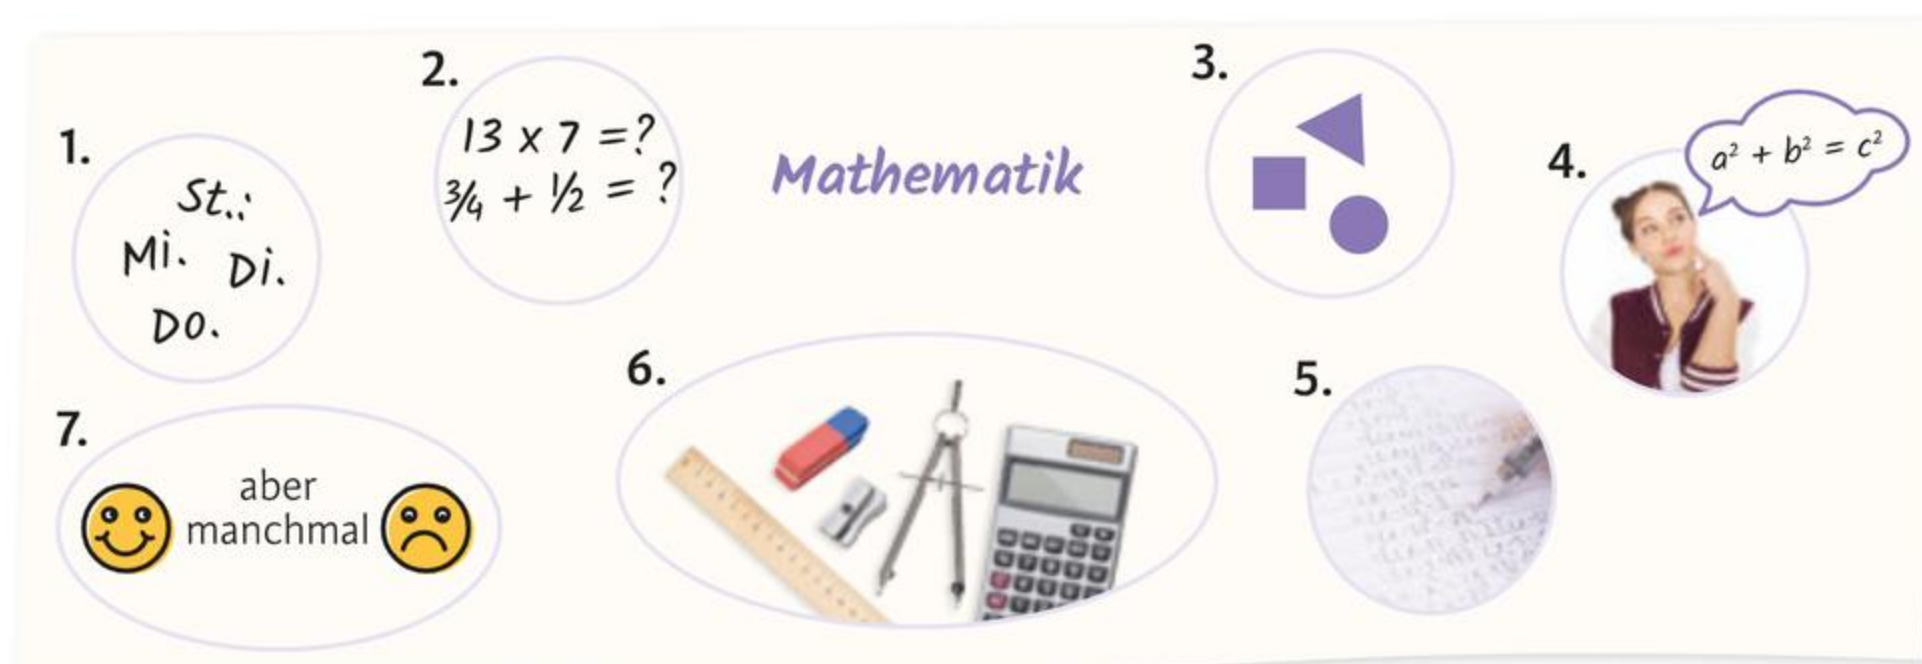 1.
St.:
Mi. Di.
Do.
2.
13 x 7 =?
¾ + ½ = ?
Mathematik
3.
4.
a² + b² = c²
7.
aber
manchmal
6.
5.